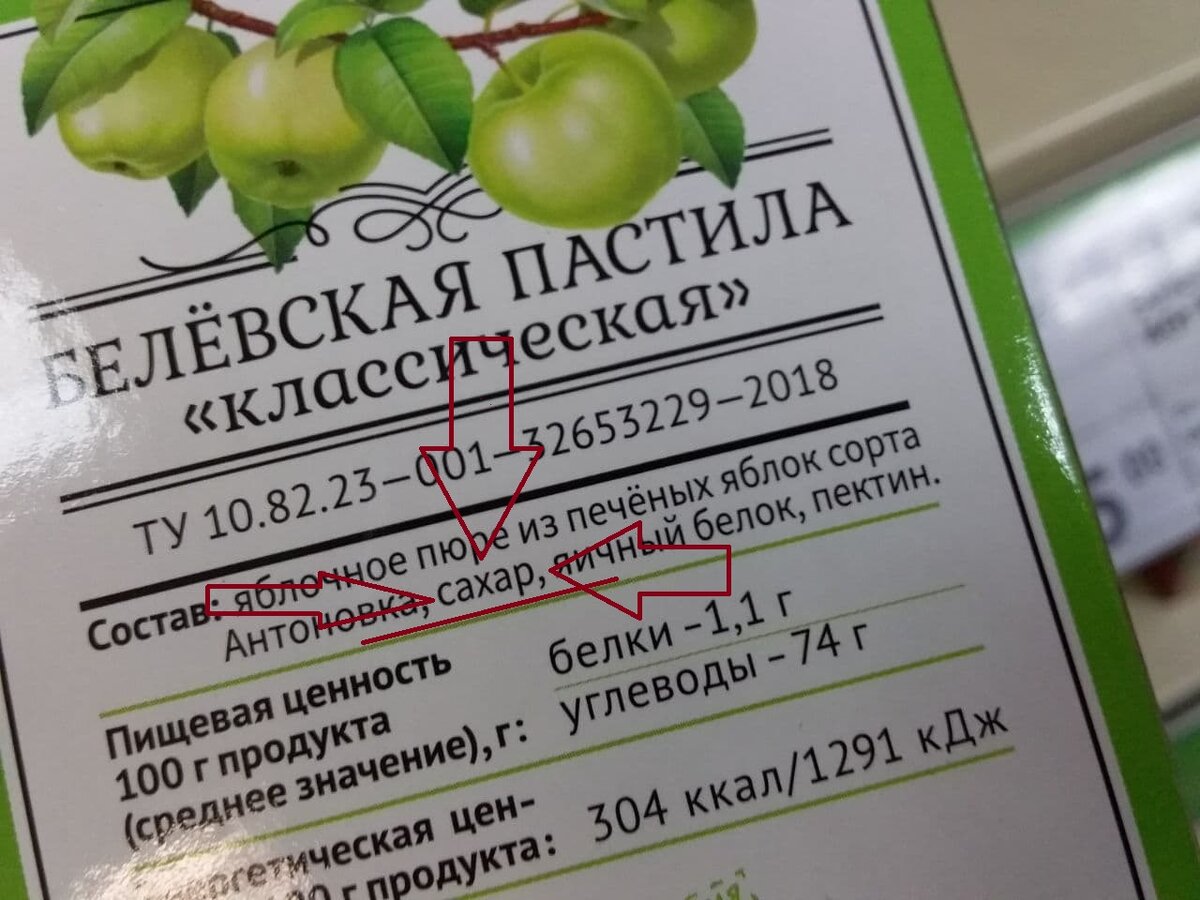 БЕЛЁВСКАЯ ПАСТИЛА
«классическая»
ТУ 10.82.23—001—32653229—2018
Состав: яблочное пюре из печёных яблок сорта
Антоновка, сахар, яичный белок, пектин.
Пищевая ценность
100 г продукта
(среднее значение), г:
белки – 1,1 г
углеводы – 74 г
Энергетическая цен-
г продукта:
304 ккал/1291 кДж
00